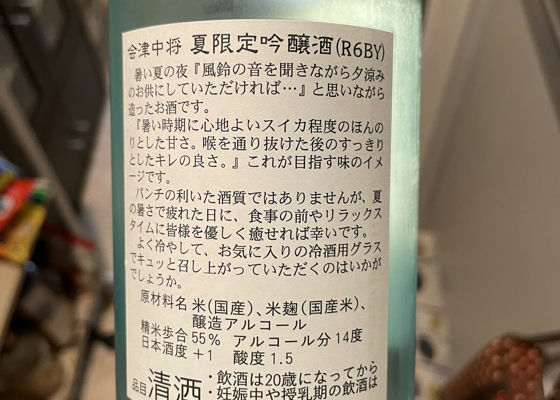 会津中将 夏限定吟醸酒(R6BY)
暑い夏の夜『風鈴の音を聞きながら夕涼み
のお供にしていただければ…』と思いながら
造ったお酒です。
『暑い時期に心地よいスイカ程度のほんの
りとした甘さ。喉を通り抜けた後のすっきり
としたキレの良さ。』これが目指す味のイメ
ージです。
パンチの利いた酒質ではありませんが、夏
の暑さで疲れた日に、食事の前やリラックス
タイムに皆様を優しく癒せれば幸いです。
よく冷やして、お気に入りの冷酒用グラス
でキュッと召し上がっていただくのはいかが
でしょうか。
原材料名 米(国産)、米麹(国産米)、
醸造アルコール
精米歩合 55% アルコール分 14度
日本酒度 +1 酸度 1.5
品目 清酒 ・飲酒は20歳になってから
・妊娠中や授乳期の飲酒は